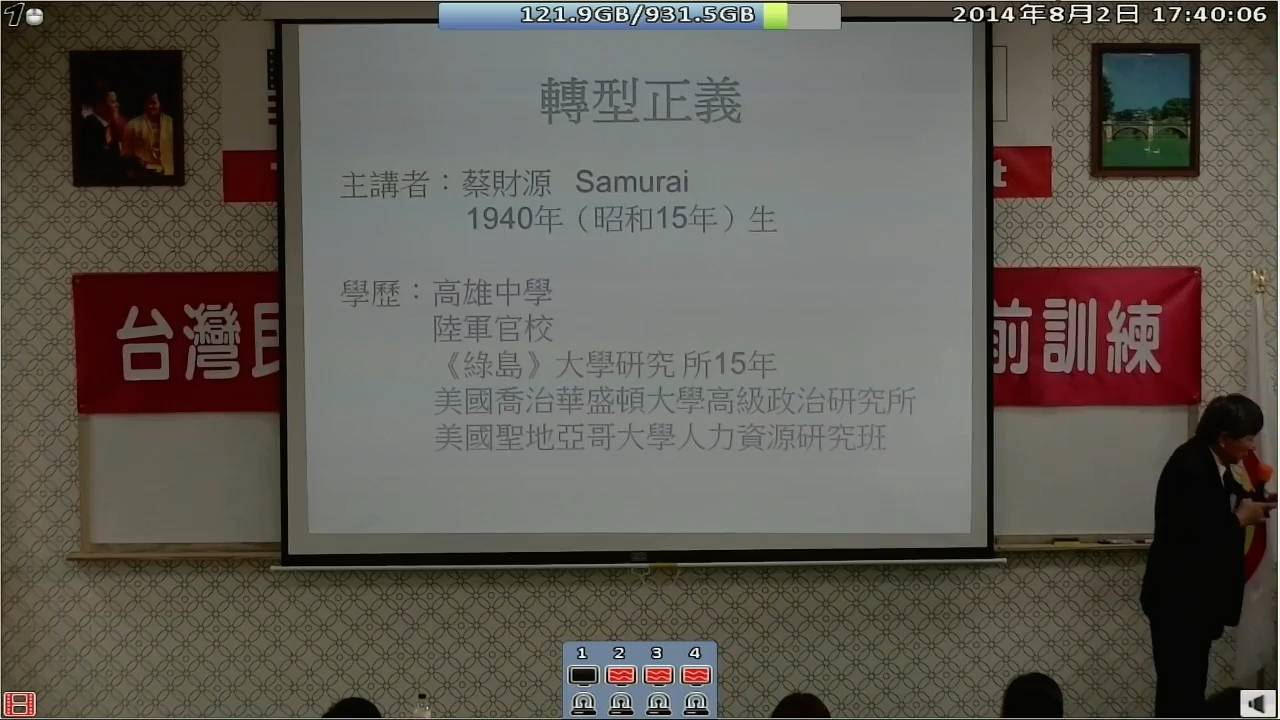 121.9GB/931.5GB
2014年8月2日 17:40:06
轉型正義
主講者：蔡財源 Samurai
1940年（昭和15年）生
學歷：高雄中學
陸軍官校
《綠島》大學研究 所15年
美國喬治華盛頓大學高級政治研究所
美國聖地亞哥大學人力資源研究班
t
台灣民
前訓練
1 2 3 4